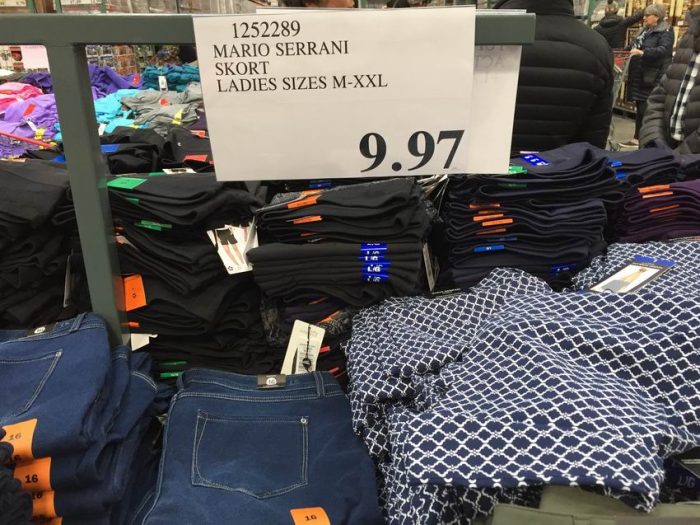 1252289
MARIO SERRANI
SKORT
LADIES SIZES M-XXL
9.97
L/G
L/G
L/G
16
16
16
16